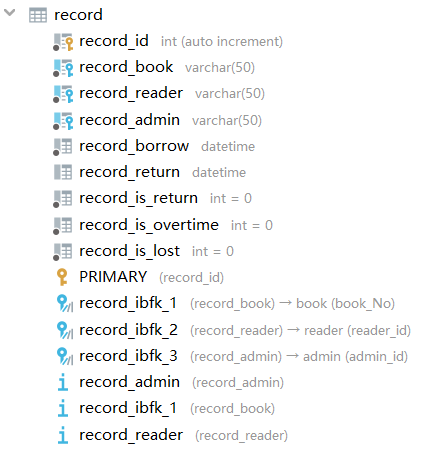 record
record_id int (auto increment)
record_book varchar(50)
record_reader varchar(50)
record_admin varchar(50)
record_borrow datetime
record_return datetime
record_is_return int = 0
record_is_overtime int = 0
record_is_lost int = 0
PRIMARY (record_id)
record_ibfk_1 (record_book) → book (book_No)
record_ibfk_2 (record_reader) → reader (reader_id)
record_ibfk_3 (record_admin) → admin (admin_id)
record_admin (record_admin)
record_ibfk_1 (record_book)
record_reader (record_reader)